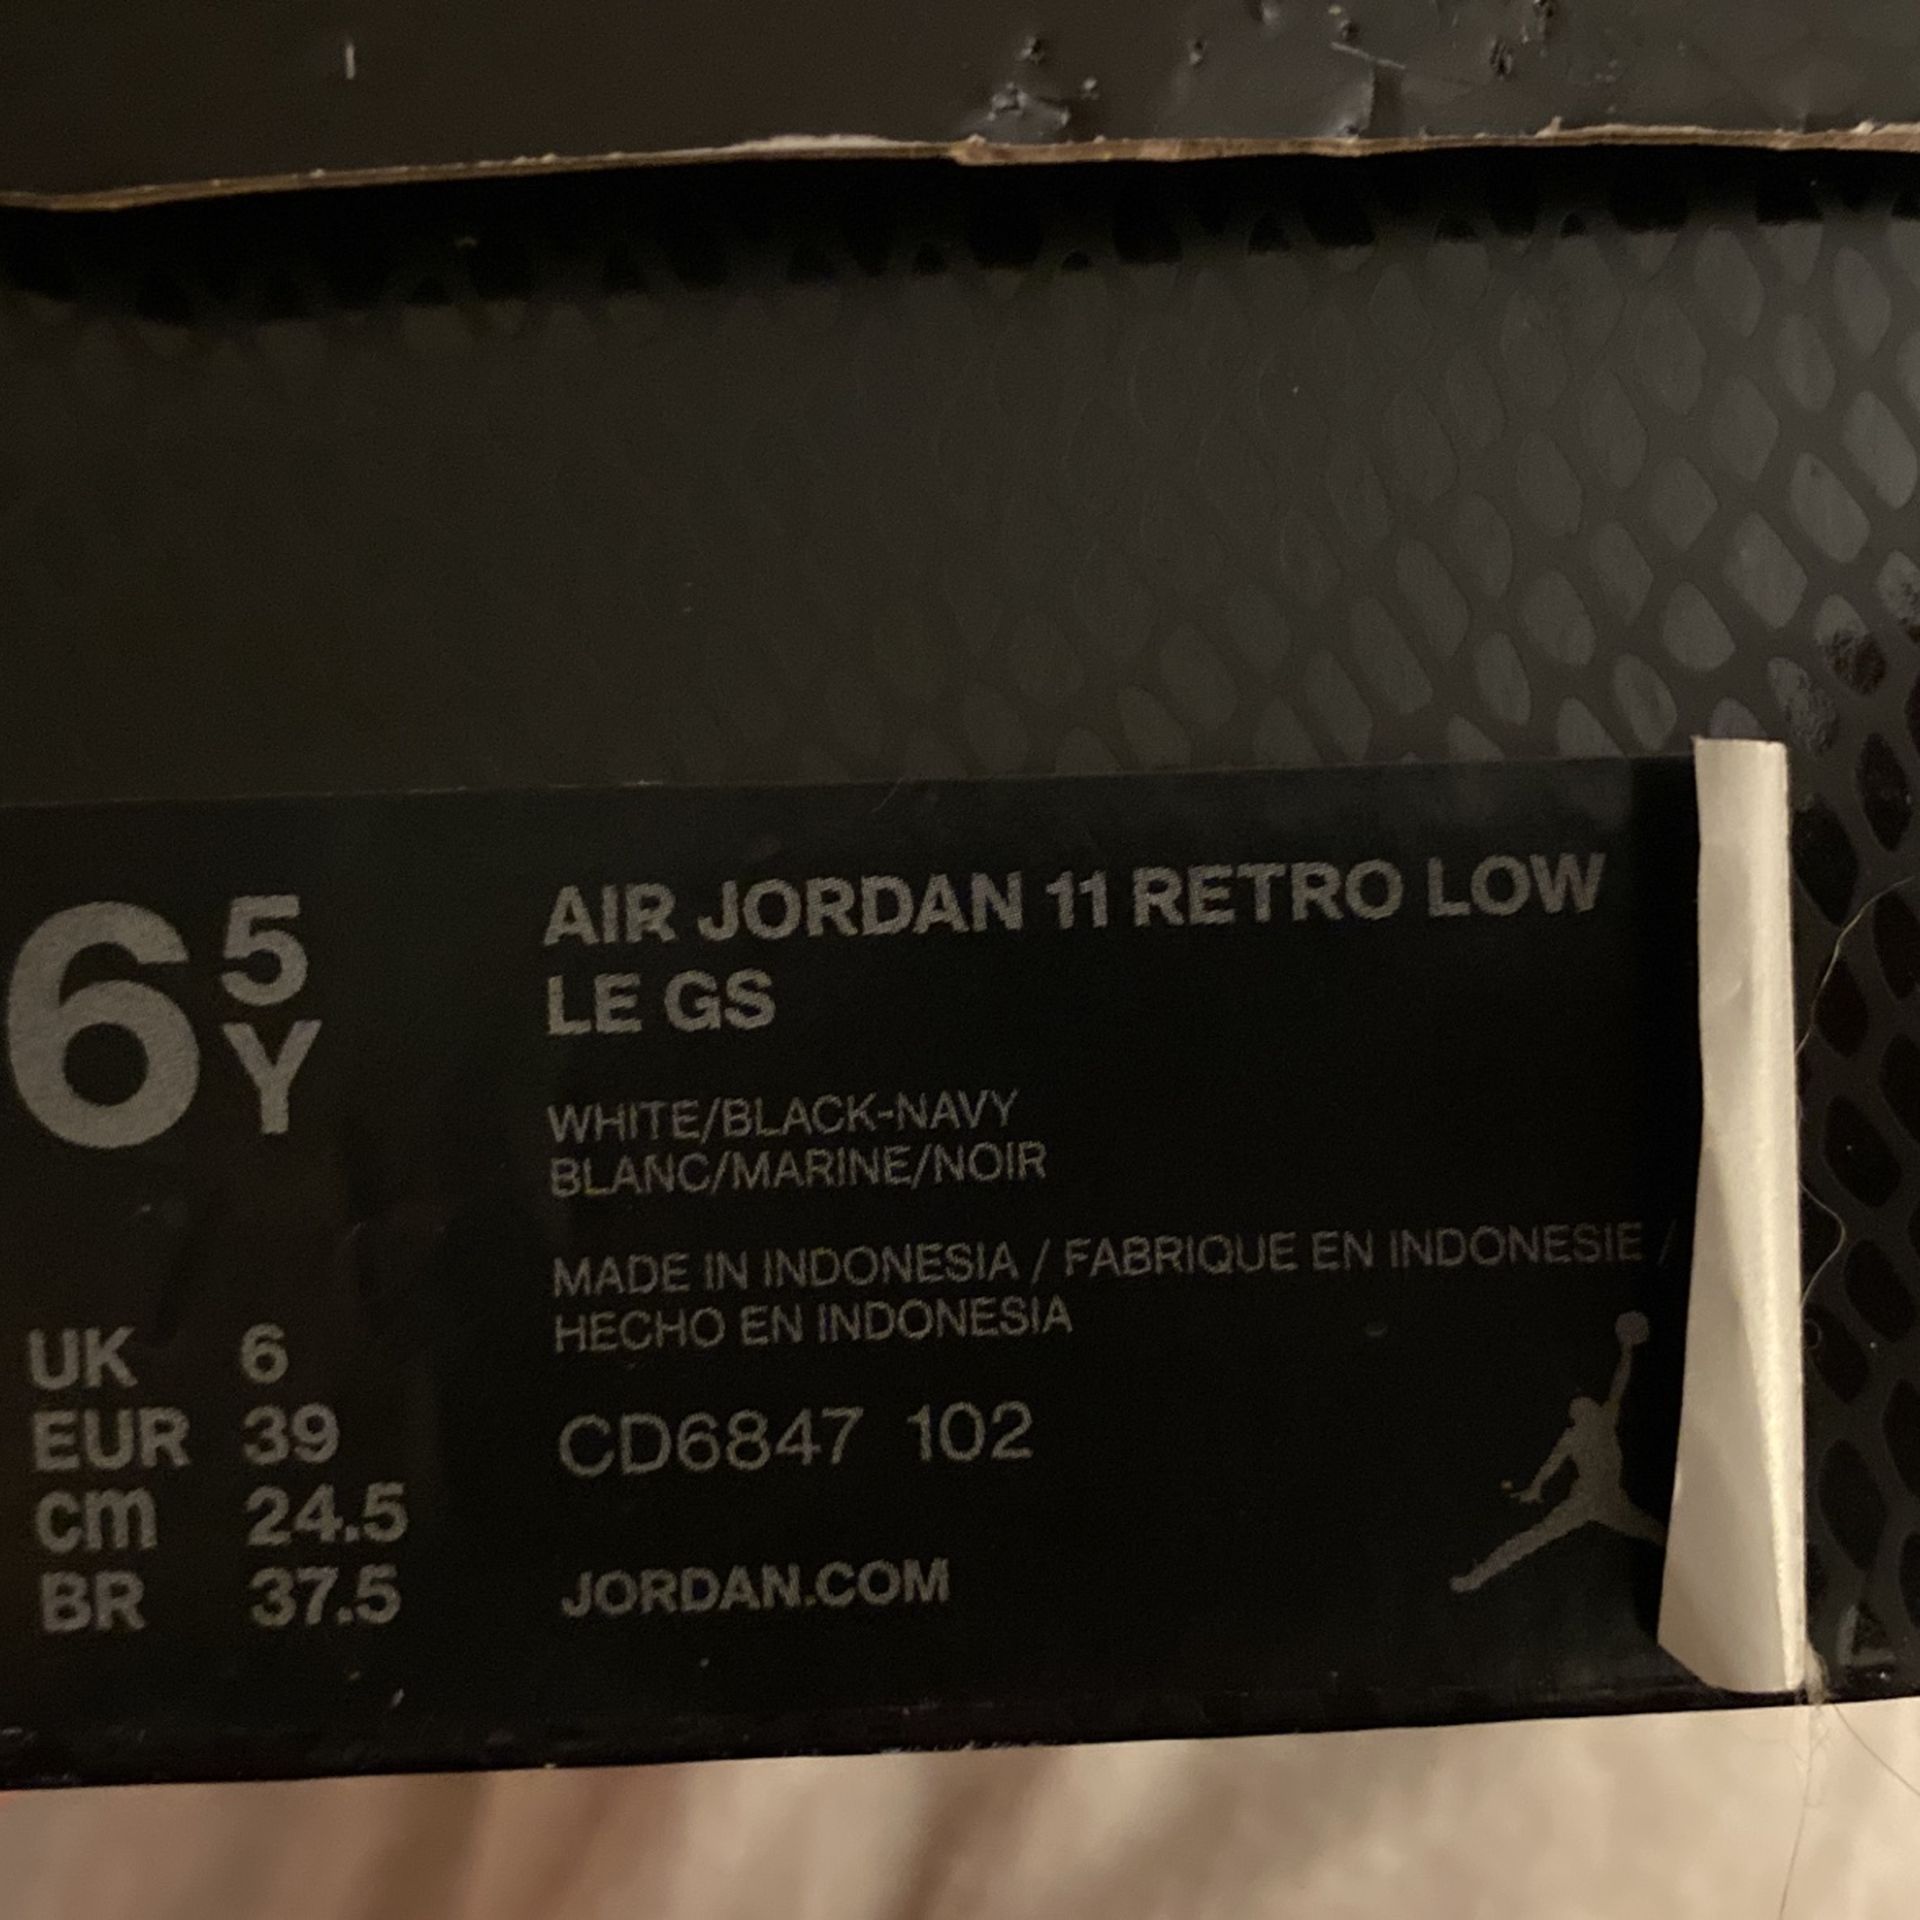 6 5 Y
AIR JORDAN 11 RETRO LOW
LE GS
WHITE/BLACK-NAVY
BLANC/MARINE/NOIR
MADE IN INDONESIA / FABRIQUE EN INDONESIE /
HECHO EN INDONESIA
UK 6
EUR 39
cm 24.5
BR 37.5
CD6847 102
JORDAN.COM